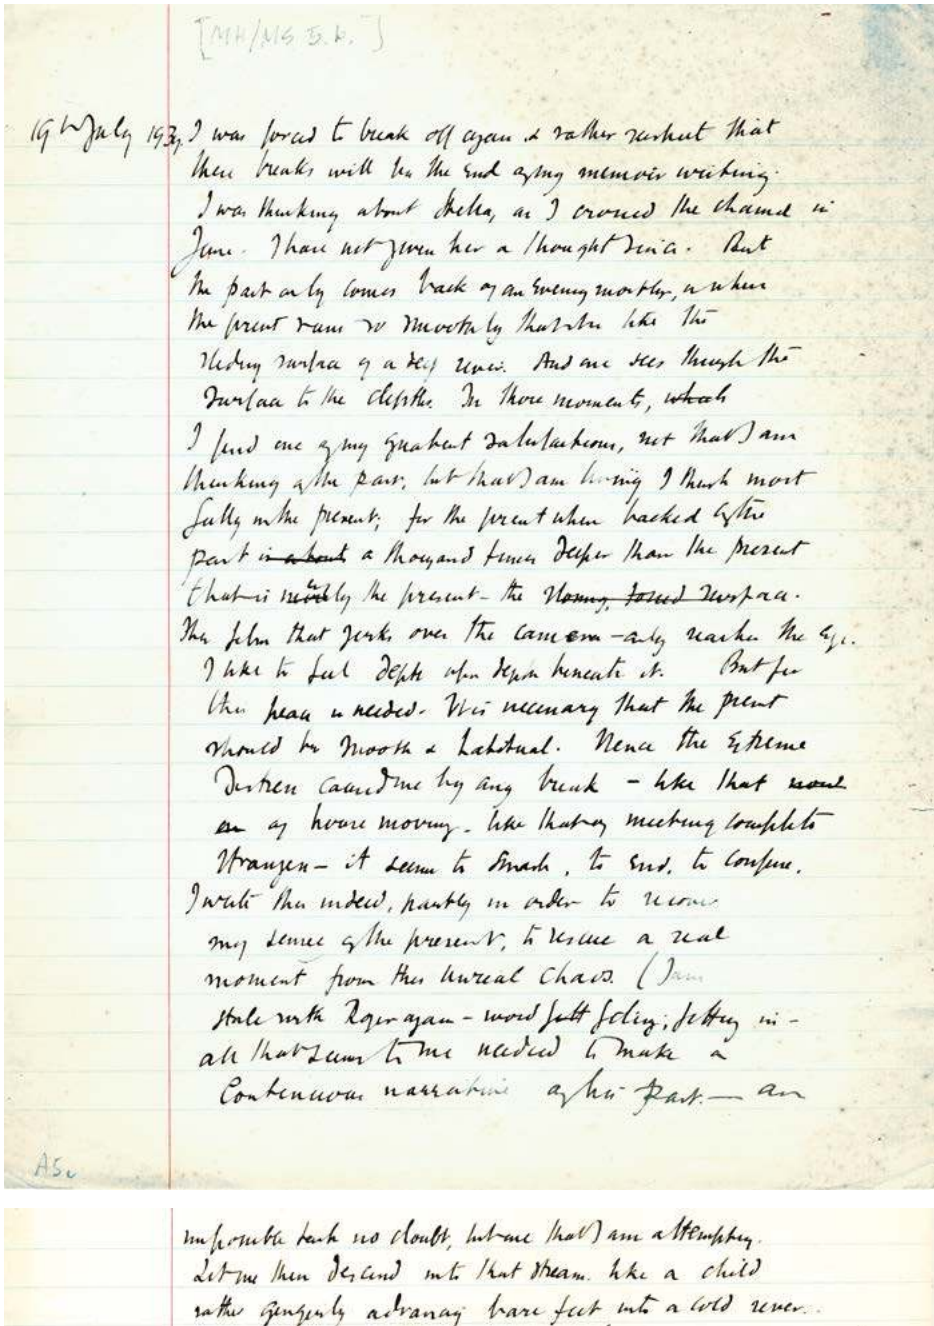 [MH/MS 5.A.]
19th July 1939 I was forced to break off again & rather suspect that
these breaks will be the end of my memoir writing.
I was thinking about Stella, as I crossed the channel in
June. I have not given her a thought since. But
the past only comes back of an evening mostly, or when
the present runs so smoothly that it is like the
sliding surface of a deep river. And one sees through the
surface to the depths. In those moments, which
I find one of my greatest satisfactions, not that I am
thinking of the past, but that I am living I think most
fully in the present; for the present when backed by the
past is about a thousand times deeper than the present
that is merely the present - the surface.
The film that jerks over the camera - only reaches the eye.
I like to feel depth upon depth beneath it. But for
this peace is needed. It is necessary that the present
should be smooth & habitual. Hence the extreme
Distress caused me by any break - like that
of house moving. like that of meeting complete
Strangers - it seems to smash, to end, to confuse.
I write this indeed, partly in order to recover
my sense of the present, to rescue a real
moment from this unreal chaos. (I am
stale with Roger again - word fitting in -
all that seems to me needed to make a
continuous narrative of his past. - an
A5.
impossible task no doubt, but one that I am attempting.
Let me then descend into that stream. like a child
rather gingerly advancing bare feet into a cold river..